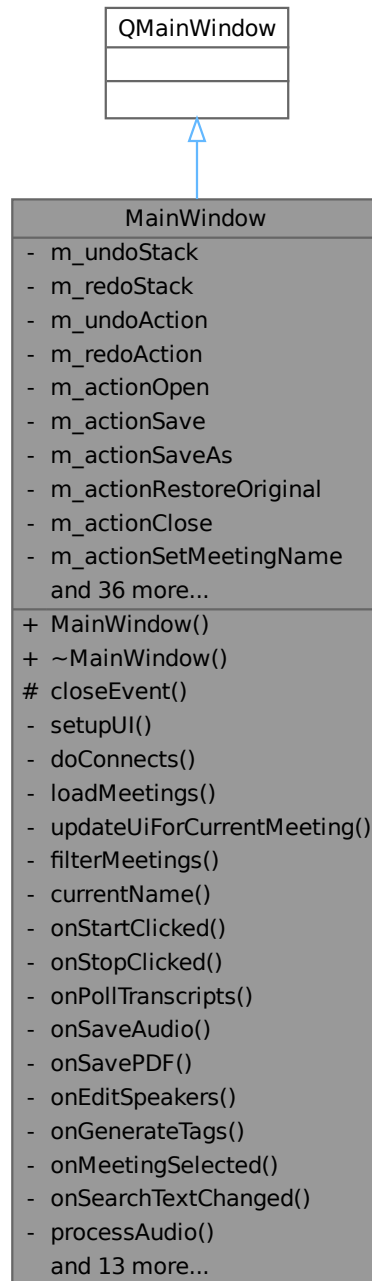 QMainWindow
MainWindow
- m_undoStack
- m_redoStack
- m_undoAction
- m_redoAction
- m_actionOpen
- m_actionSave
- m_actionSaveAs
- m_actionRestoreOriginal
- m_actionClose
- m_actionSetMeetingName
and 36 more...
+ MainWindow()
+ ~MainWindow()
# closeEvent()
- setupUI()
- doConnects()
- loadMeetings()
- updateUiForCurrentMeeting()
- filterMeetings()
- currentName()
- onStartClicked()
- onStopClicked()
- onPollTranscripts()
- onSaveAudio()
- onSavePDF()
- onEditSpeakers()
- onGenerateTags()
- onMeetingSelected()
- onSearchTextChanged()
- processAudio()
and 13 more...